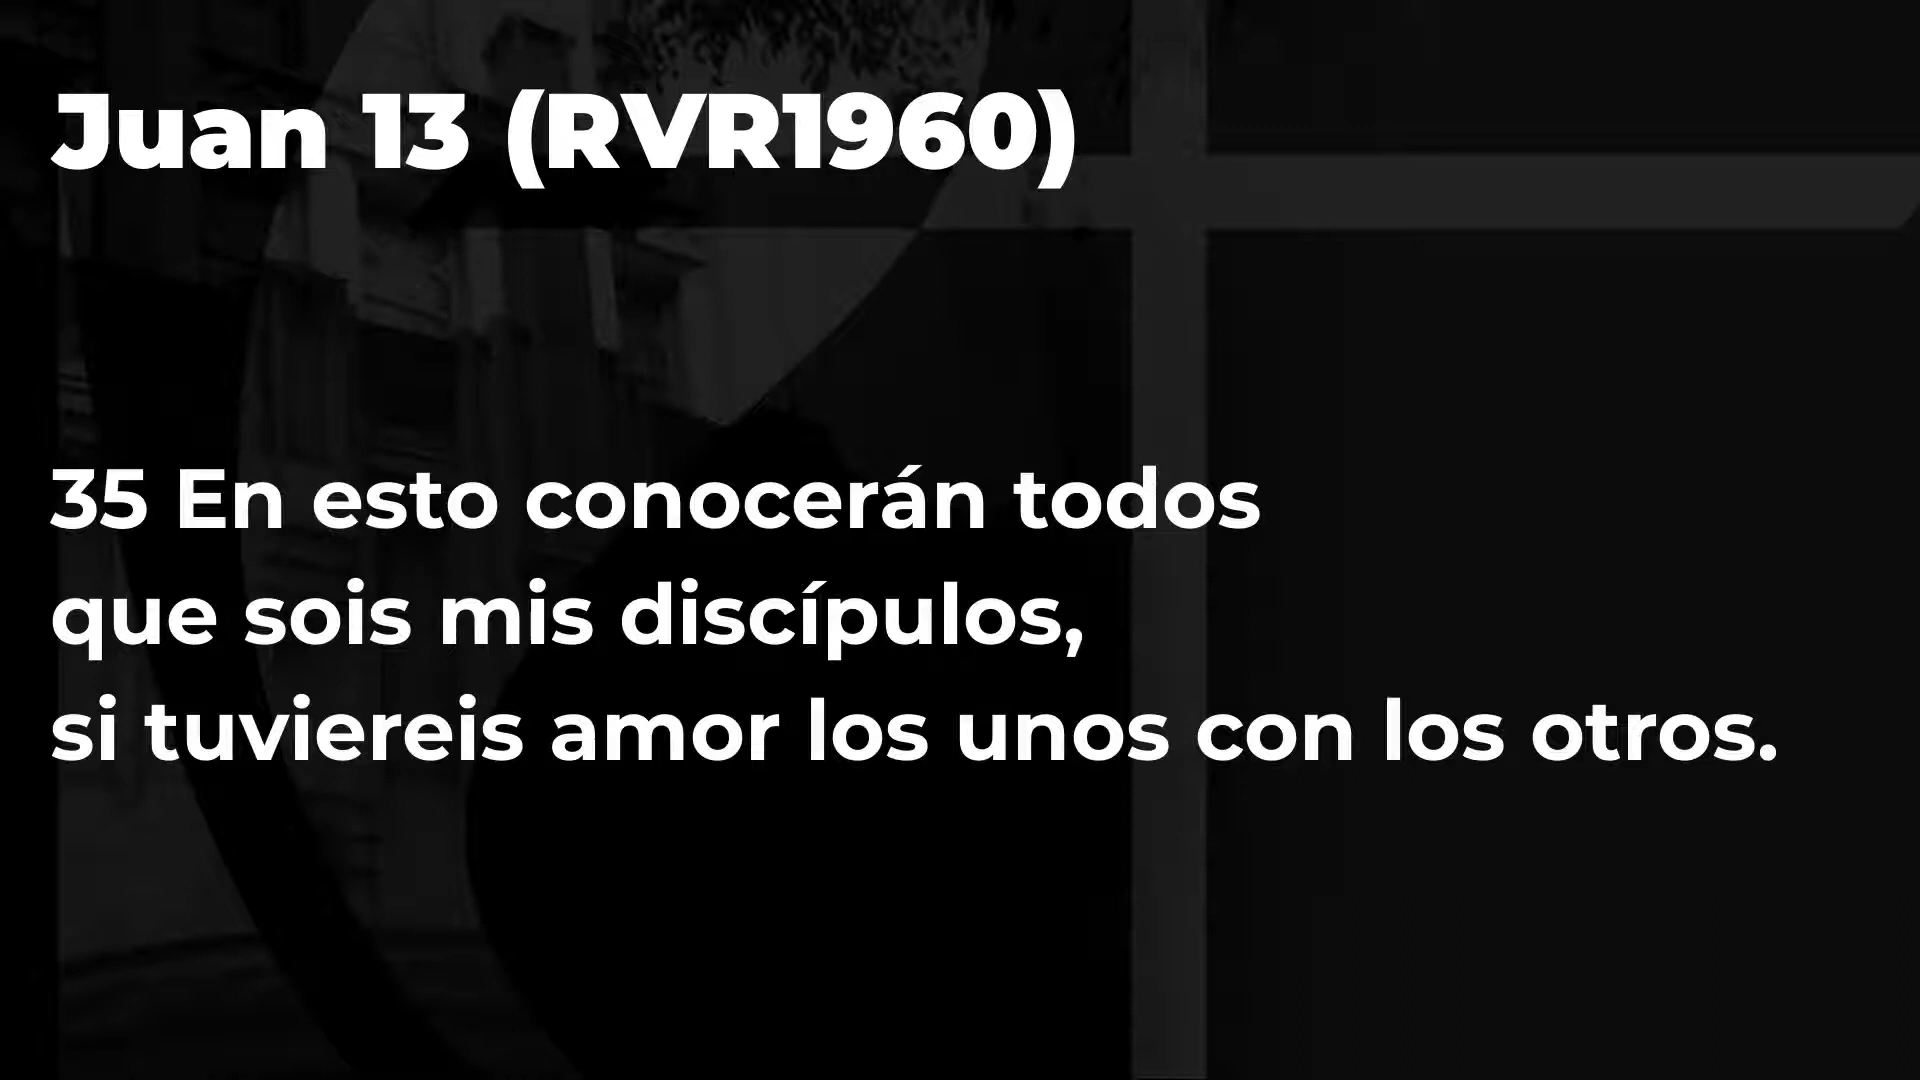 Juan 13 (RVR1960)
35 En esto conocerán todos
que sois mis discípulos,
si tuviereis amor los unos con los otros.